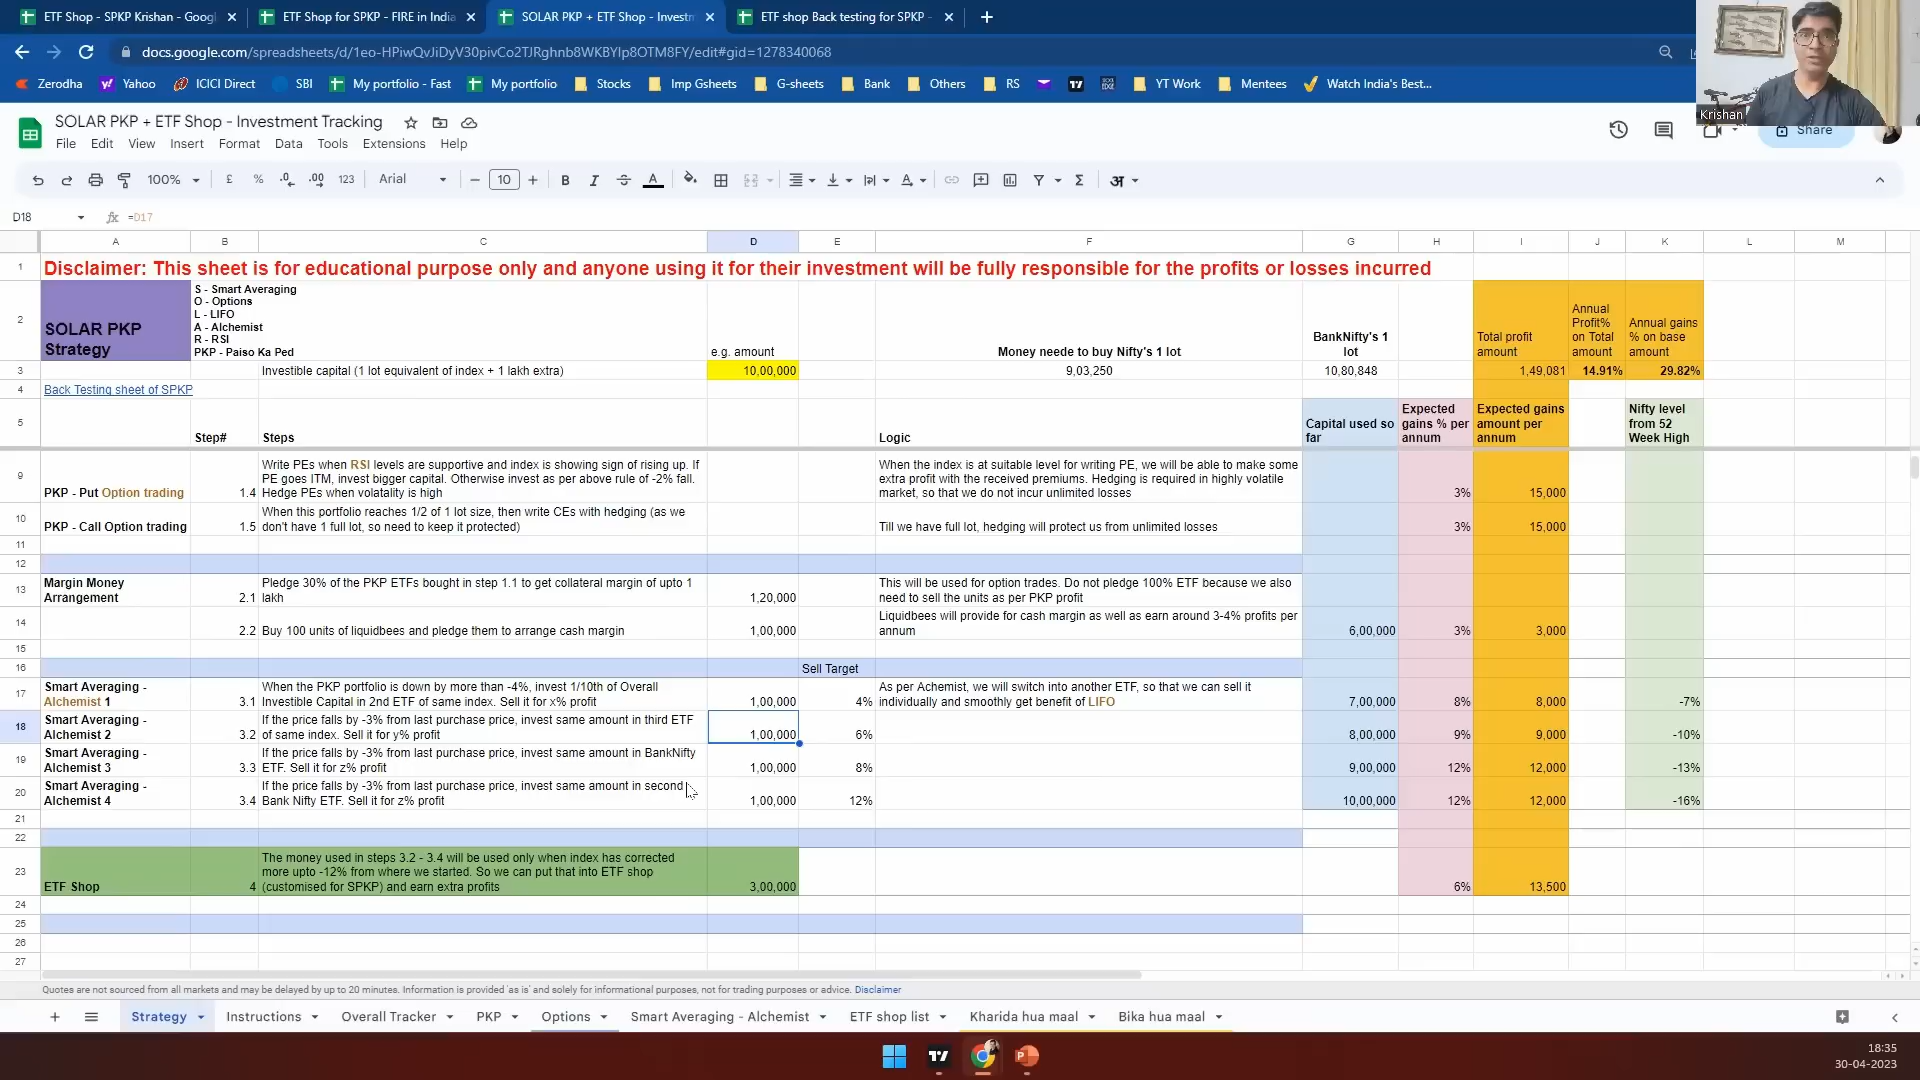 ETF Shop - SPKP Krishan - Googl
ETF Shop for SPKP - FIRE in India
SOLAR PKP + ETF Shop - Investm
ETF shop Back testing for SPKP -
docs.google.com/spreadsheets/d/1eo-HPiwQvJiDyV30pivCo2TJRghnb8WKBYIp8OTM8FY/edit#gid=1278340068
Zerodha Yahoo ICICI Direct SBI My portfolio - Fast My portfolio Stocks Imp Gsheets G-sheets Bank Others RS YT Work Mentees Watch India's Best...
Krishan
SOLAR PKP + ETF Shop - Investment Tracking
Share
File Edit View Insert Format Data Tools Extensions Help
100% £ % .0 .00 123 Arial 10 B I A Σ अ
D18 fx =D17
A B C D E F G H I J K L M
1 Disclaimer: This sheet is for educational purpose only and anyone using it for their investment will be fully responsible for the profits or losses incurred
S - Smart Averaging
O - Options
L - LIFO
A - Alchemist
R - RSI
PKP - Paiso Ka Ped
2 SOLAR PKP Strategy
e.g. amount
Money neede to buy Nifty's 1 lot
BankNifty's 1 lot
Total profit amount
Annual Profit% on Total amount
Annual gains % on base amount
3 Investible capital (1 lot equivalent of index + 1 lakh extra) 10,00,000 9,03,250 10,80,848 1,49,081 14.91% 29.82%
4 Back Testing sheet of SPKP
5 Step# Steps Logic
Capital used so far
Expected gains % per annum
Expected gains amount per annum
Nifty level from 52 Week High
9 PKP - Put Option trading 1.4
Write PEs when RSI levels are supportive and index is showing sign of rising up. If
PE goes ITM, invest bigger capital. Otherwise invest as per above rule of -2% fall.
Hedge PEs when volatality is high
When the index is at suitable level for writing PE, we will be able to make some
extra profit with the received premiums. Hedging is required in highly volatile
market, so that we do not incur unlimited losses
3% 15,000
10 PKP - Call Option trading 1.5
When this portfolio reaches 1/2 of 1 lot size, then write CEs with hedging (as we
don't have 1 full lot, so need to keep it protected)
Till we have full lot, hedging will protect us from unlimited losses
3% 15,000
11
12
13 Margin Money Arrangement 2.1
Pledge 30% of the PKP ETFs bought in step 1.1 to get collateral margin of upto 1
lakh
1,20,000
This will be used for option trades. Do not pledge 100% ETF because we also
need to sell the units as per PKP profit
14 2.2 Buy 100 units of liquidbees and pledge them to arrange cash margin 1,00,000
Liquidbees will provide for cash margin as well as earn around 3-4% profits per
annum
6,00,000 3% 3,000
15
16 Sell Target
17 Smart Averaging - Alchemist 1 3.1
When the PKP portfolio is down by more than -4%, invest 1/10th of Overall
Investible Capital in 2nd ETF of same index. Sell it for x% profit
1,00,000 4%
As per Achemist, we will switch into another ETF, so that we can sell it
individually and smoothly get benefit of LIFO
7,00,000 8% 8,000 -7%
18 Smart Averaging - Alchemist 2 3.2
If the price falls by -3% from last purchase price, invest same amount in third ETF
of same index. Sell it for y% profit
1,00,000 6% 8,00,000 9% 9,000 -10%
19 Smart Averaging - Alchemist 3 3.3
If the price falls by -3% from last purchase price, invest same amount in BankNifty
ETF. Sell it for z% profit
1,00,000 8% 9,00,000 12% 12,000 -13%
20 Smart Averaging - Alchemist 4 3.4
If the price falls by -3% from last purchase price, invest same amount in second
Bank Nifty ETF. Sell it for z% profit
1,00,000 12% 10,00,000 12% 12,000 -16%
21
22
23 ETF Shop 4
The money used in steps 3.2 - 3.4 will be used only when index has corrected
more upto -12% from where we started. So we can put that into ETF shop
(customised for SPKP) and earn extra profits
3,00,000 6% 13,500
24
25
26
27
Quotes are not sourced from all markets and may be delayed by up to 20 minutes. Information is provided 'as is' and solely for informational purposes, not for trading purposes or advice. Disclaimer
Strategy Instructions Overall Tracker PKP Options Smart Averaging - Alchemist ETF shop list Kharida hua maal Bika hua maal
18:35
30-04-2023